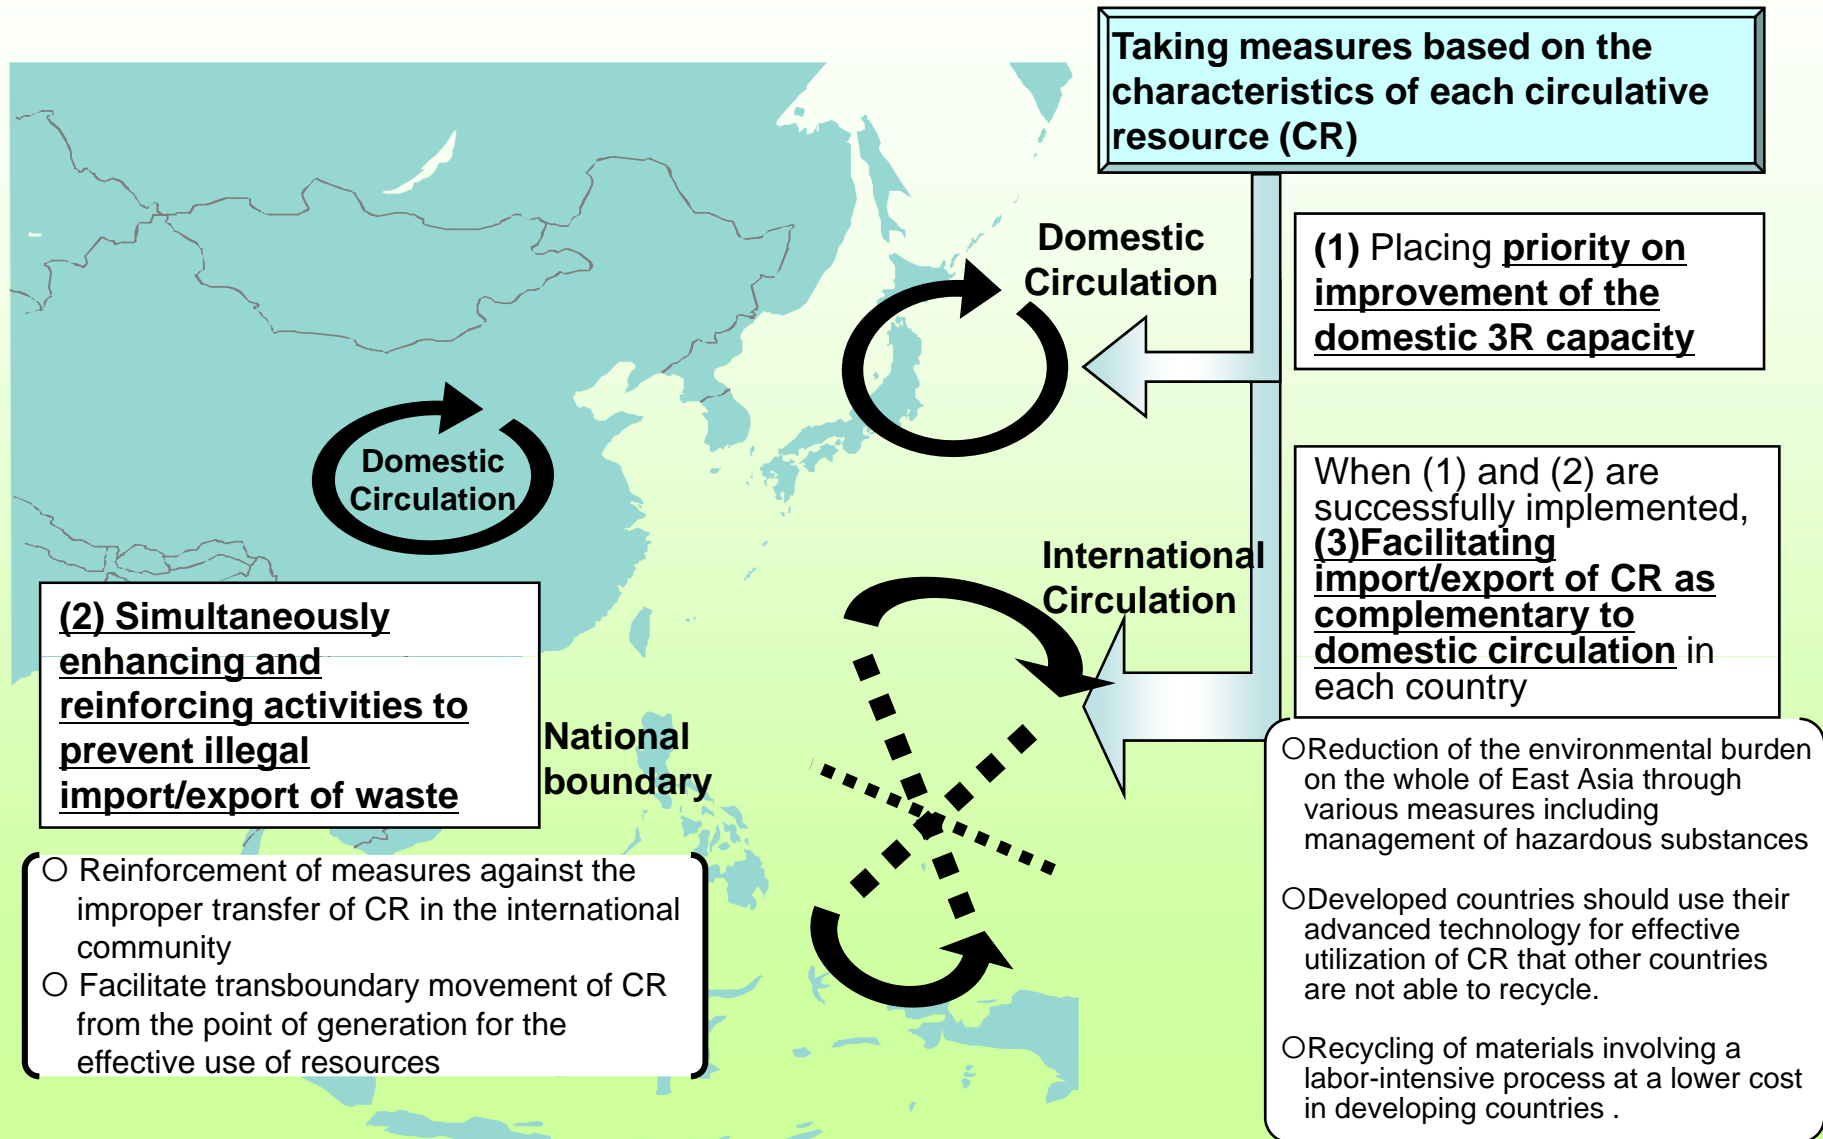 Taking measures based on the
characteristics of each circulative
resource (CR)
Domestic
Circulation
(1) Placing priority on
improvement of the
domestic 3R capacity
Domestic
Circulation
When (1) and (2) are
successfully implemented,
(3)Facilitating
import/export of CR as
complementary to
domestic circulation in
each country
International
Circulation
(2) Simultaneously
enhancing and
reinforcing activities to
prevent illegal
import/export of waste
National
boundary
○Reduction of the environmental burden
on the whole of East Asia through
various measures including
management of hazardous substances
○Developed countries should use their
advanced technology for effective
utilization of CR that other countries
are not able to recycle.
○Recycling of materials involving a
labor-intensive process at a lower cost
in developing countries .
○ Reinforcement of measures against the
improper transfer of CR in the international
community
○ Facilitate transboundary movement of CR
from the point of generation for the
effective use of resources